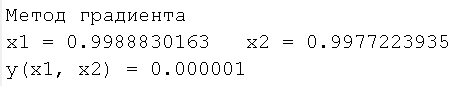 Метод градиента
x1 = 0.9988830163   x2 = 0.9977223935
y(x1, x2) = 0.000001